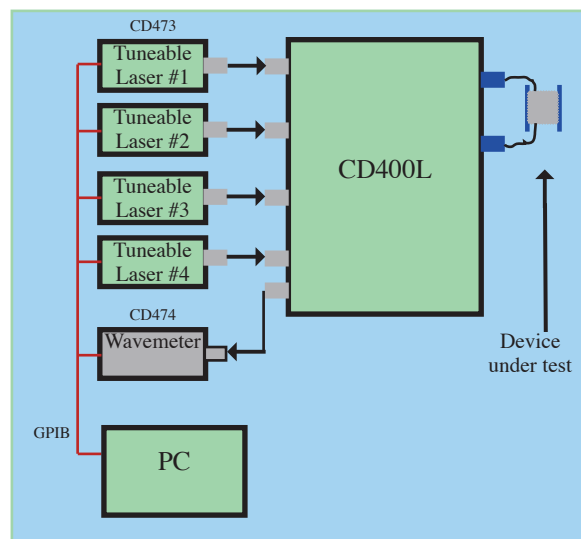 CD473
Tuneable
Laser #1
Tuneable
Laser #2
Tuneable
Laser #3
Tuneable
Laser #4
CD474
Wavemeter
CD400L
Device
under test
GPIB
PC